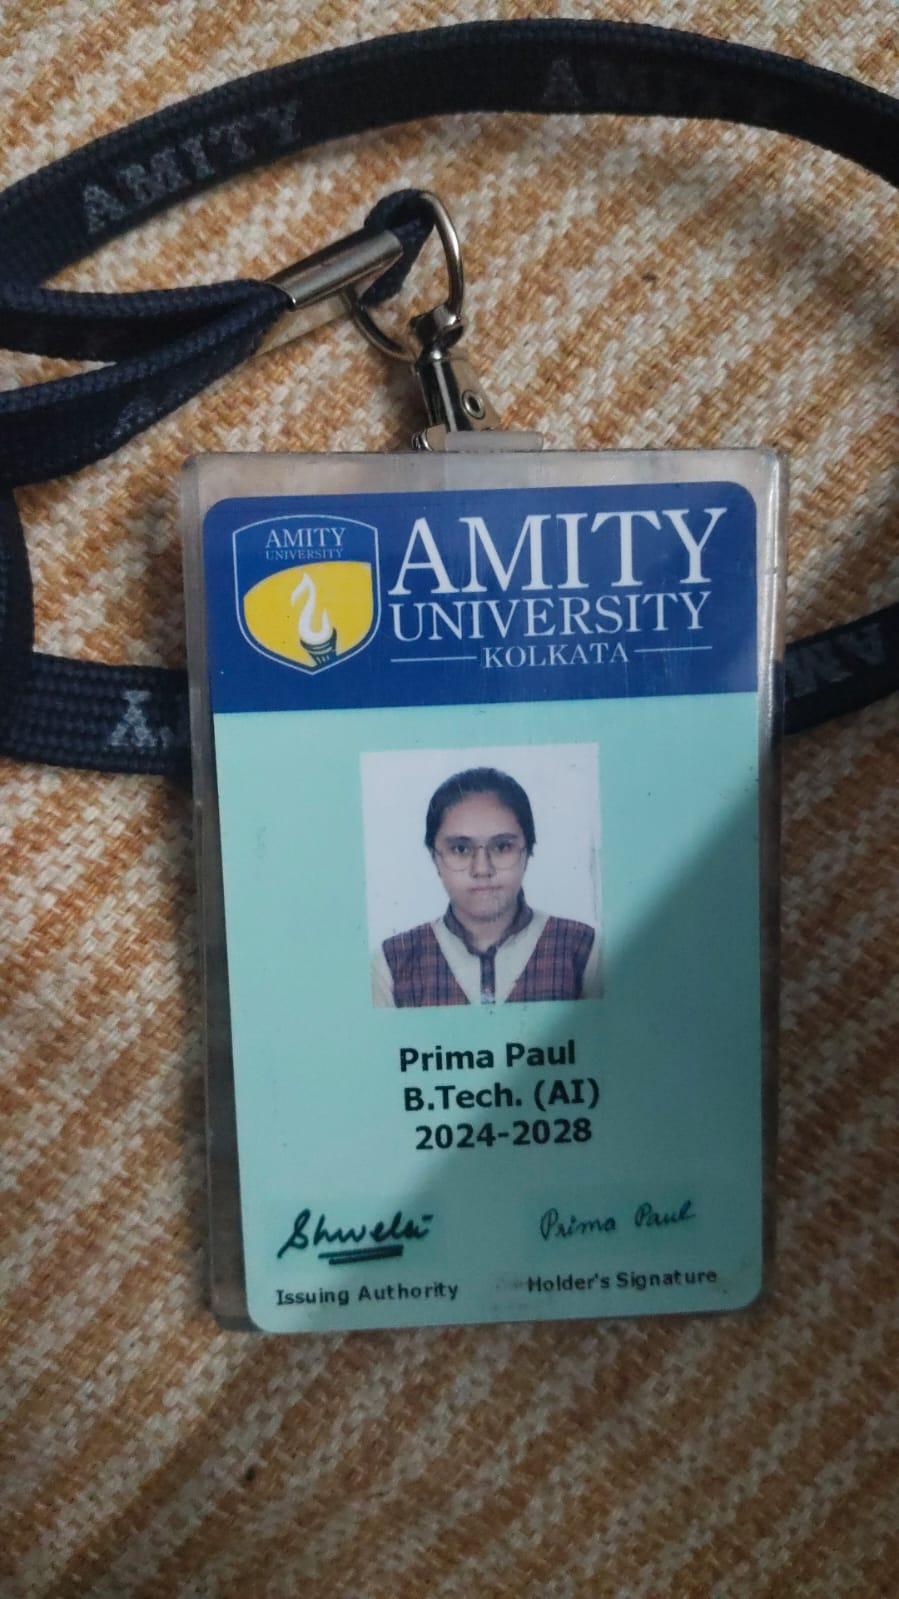 AMITY
AMITY
AMITY
UNIVERSITY
AMITY
UNIVERSITY
KOLKATA
Prima Paul
B.Tech. (AI)
2024-2028
Prima Paul
Issuing Authority
Holder's Signature